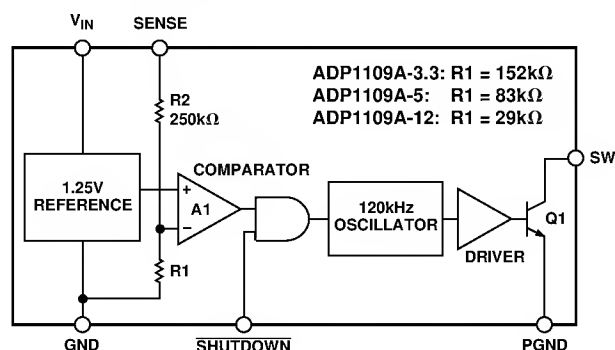 VIN
SENSE
R2
250kΩ
ADP1109A-3.3: R1 = 152kΩ
ADP1109A-5: R1 = 83kΩ
ADP1109A-12: R1 = 29kΩ
SW
COMPARATOR
1.25V
REFERENCE
+
A1
−
120kHz
OSCILLATOR
Q1
DRIVER
R1
GND
SHUTDOWN
PGND